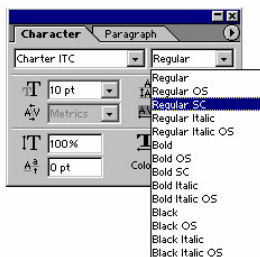 Character Paragraph
Charter ITC Regular
10 pt
Metrics
100%
0 pt Colo
Regular
Regular OS
Regular SC
Regular Italic
Regular Italic OS
Bold
Bold OS
Bold SC
Bold Italic
Bold Italic OS
Black
Black OS
Black Italic
Black Italic OS